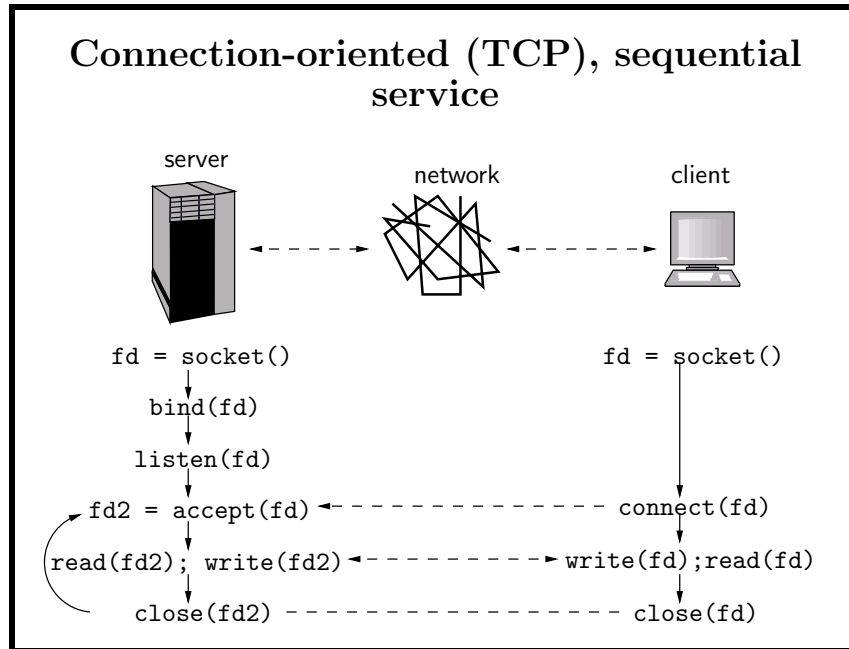 Connection-oriented (TCP), sequential
service
server
network
client
fd = socket()
fd = socket()
bind(fd)
listen(fd)
fd2 = accept(fd)
connect(fd)
read(fd2); write(fd2)
write(fd);read(fd)
close(fd2)
close(fd)